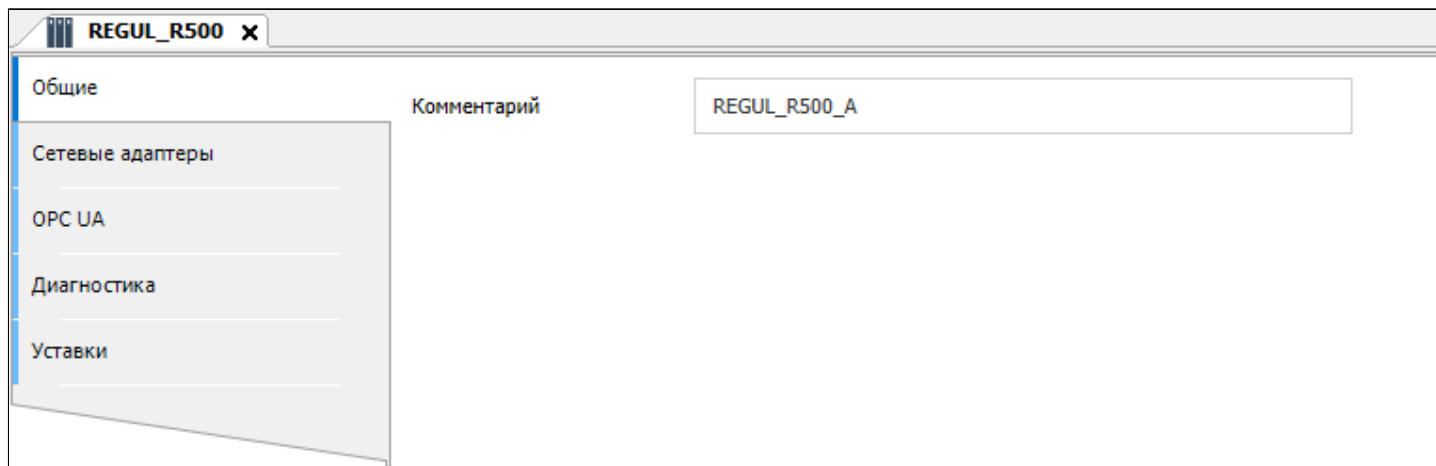 REGUL_R500
Общие
Комментарий
REGUL_R500_A
Сетевые адаптеры
OPC UA
Диагностика
Уставки